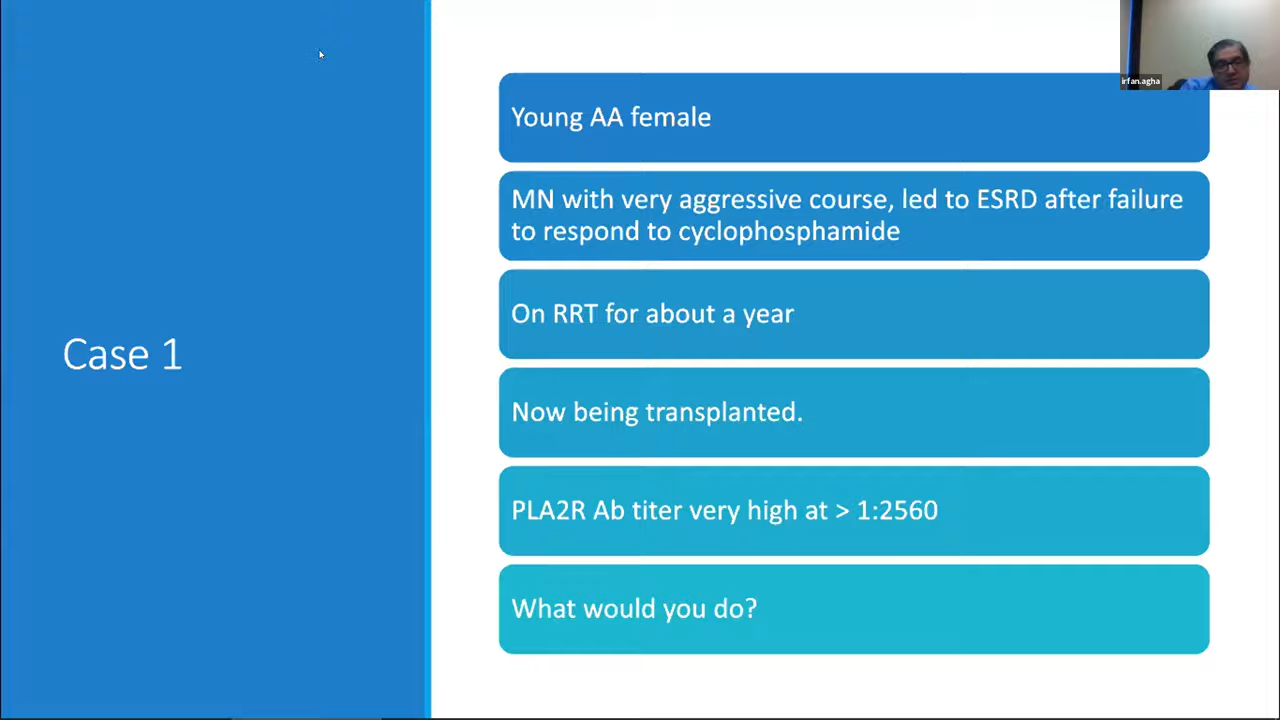 irfan.agha
Young AA female
MN with very aggressive course, led to ESRD after failure
to respond to cyclophosphamide
On RRT for about a year
Case 1
Now being transplanted.
PLA2R Ab titer very high at > 1:2560
What would you do?